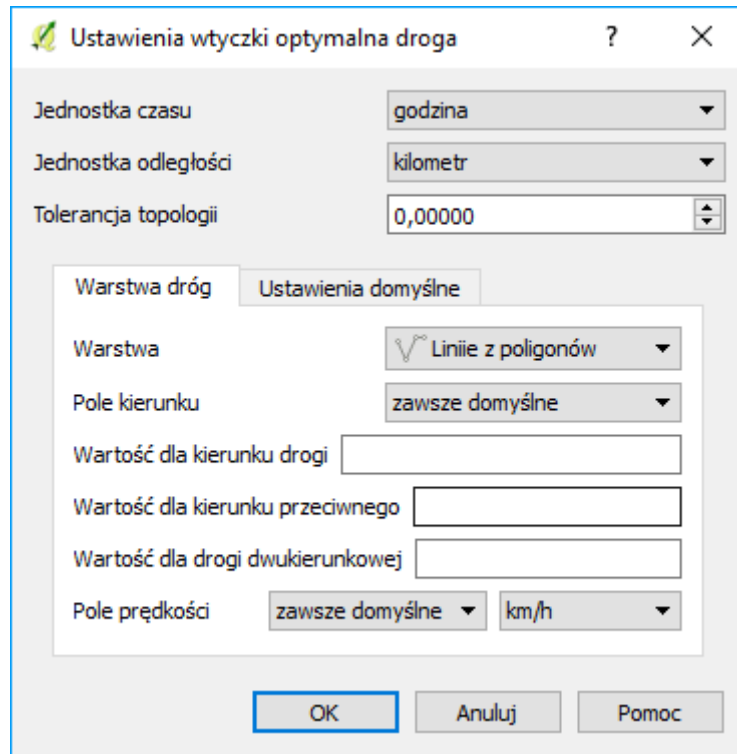 Ustawienia wtyczki optymalna droga ? X
Jednostka czasu godzina
Jednostka odległości kilometr
Tolerancja topologii 0,00000
Warstwa dróg Ustawienia domyślne
Warstwa Liniie z poligonów
Pole kierunku zawsze domyślne
Wartość dla kierunku drogi
Wartość dla kierunku przeciwnego
Wartość dla drogi dwukierunkowej
Pole prędkości zawsze domyślne km/h
OK Anuluj Pomoc